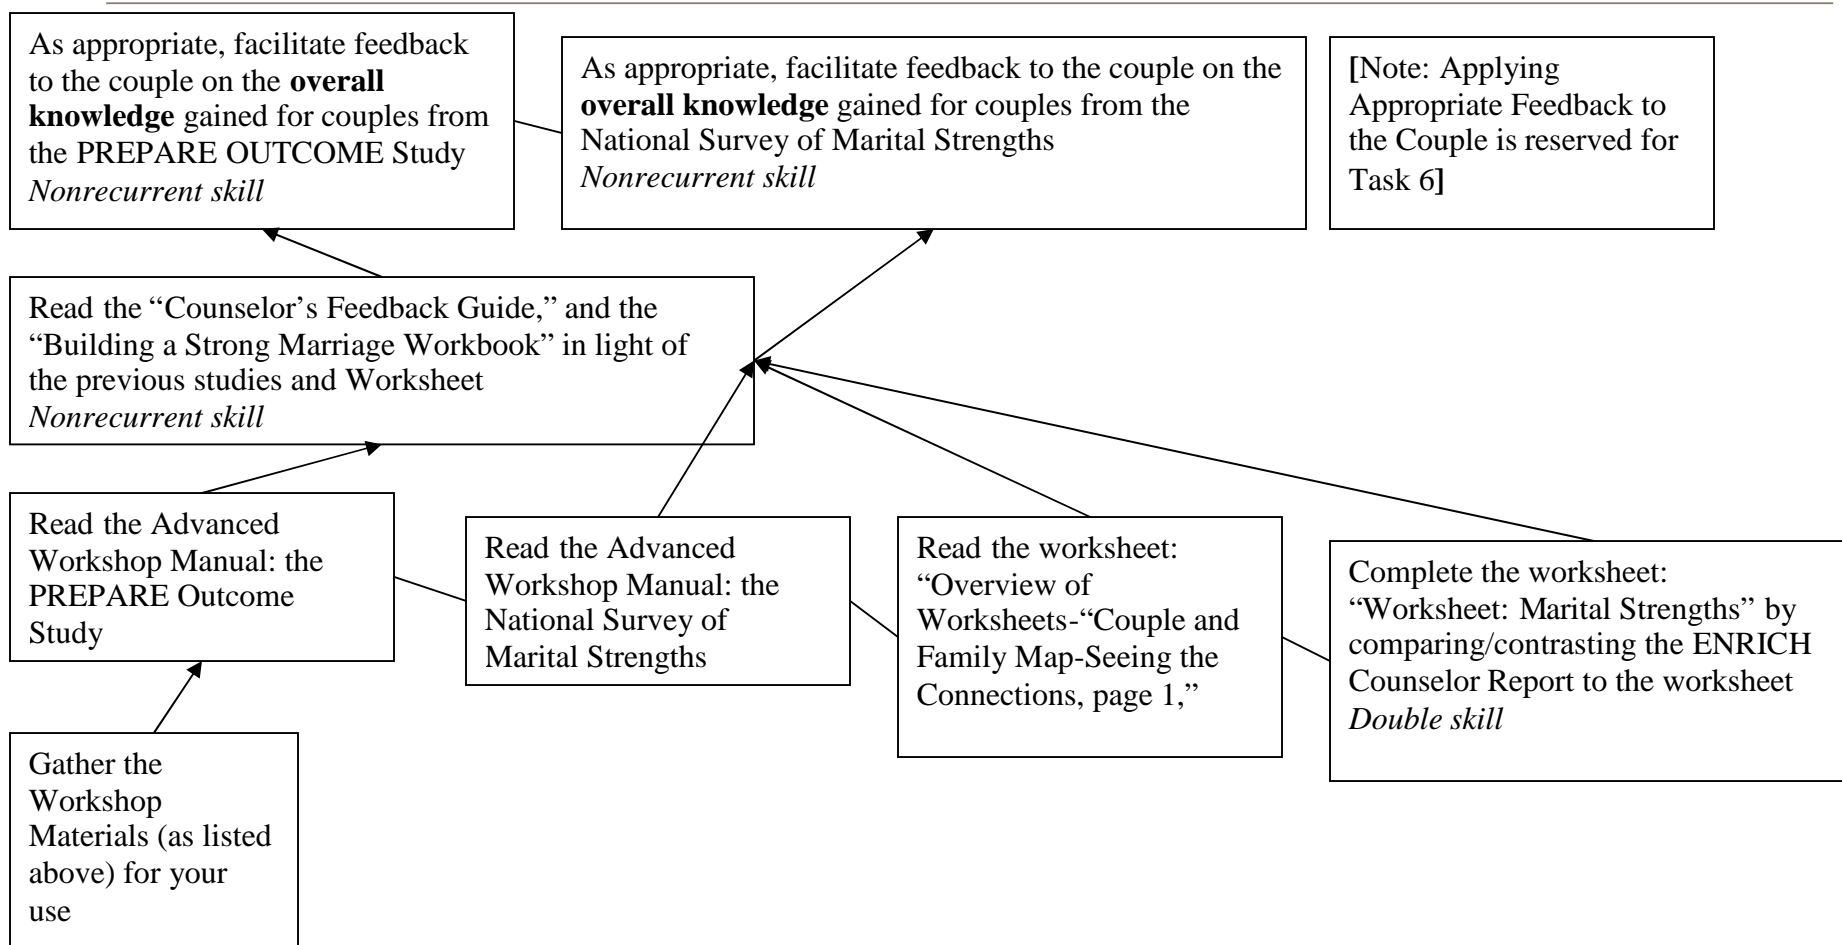 As appropriate, facilitate feedback
to the couple on the overall
knowledge gained for couples from
the PREPARE OUTCOME Study
Nonrecurrent skill
As appropriate, facilitate feedback to the couple on the
overall knowledge gained for couples from the
National Survey of Marital Strengths
Nonrecurrent skill
[Note: Applying
Appropriate Feedback to
the Couple is reserved for
Task 6]
Read the “Counselor’s Feedback Guide,” and the
“Building a Strong Marriage Workbook” in light of
the previous studies and Worksheet
Nonrecurrent skill
Read the Advanced
Workshop Manual: the
PREPARE Outcome
Study
Read the Advanced
Workshop Manual: the
National Survey of
Marital Strengths
Read the worksheet:
“Overview of
Worksheets-“Couple and
Family Map-Seeing the
Connections, page 1,”
Complete the worksheet:
“Worksheet: Marital Strengths” by
comparing/contrasting the ENRICH
Counselor Report to the worksheet
Double skill
Gather the
Workshop
Materials (as listed
above) for your
use